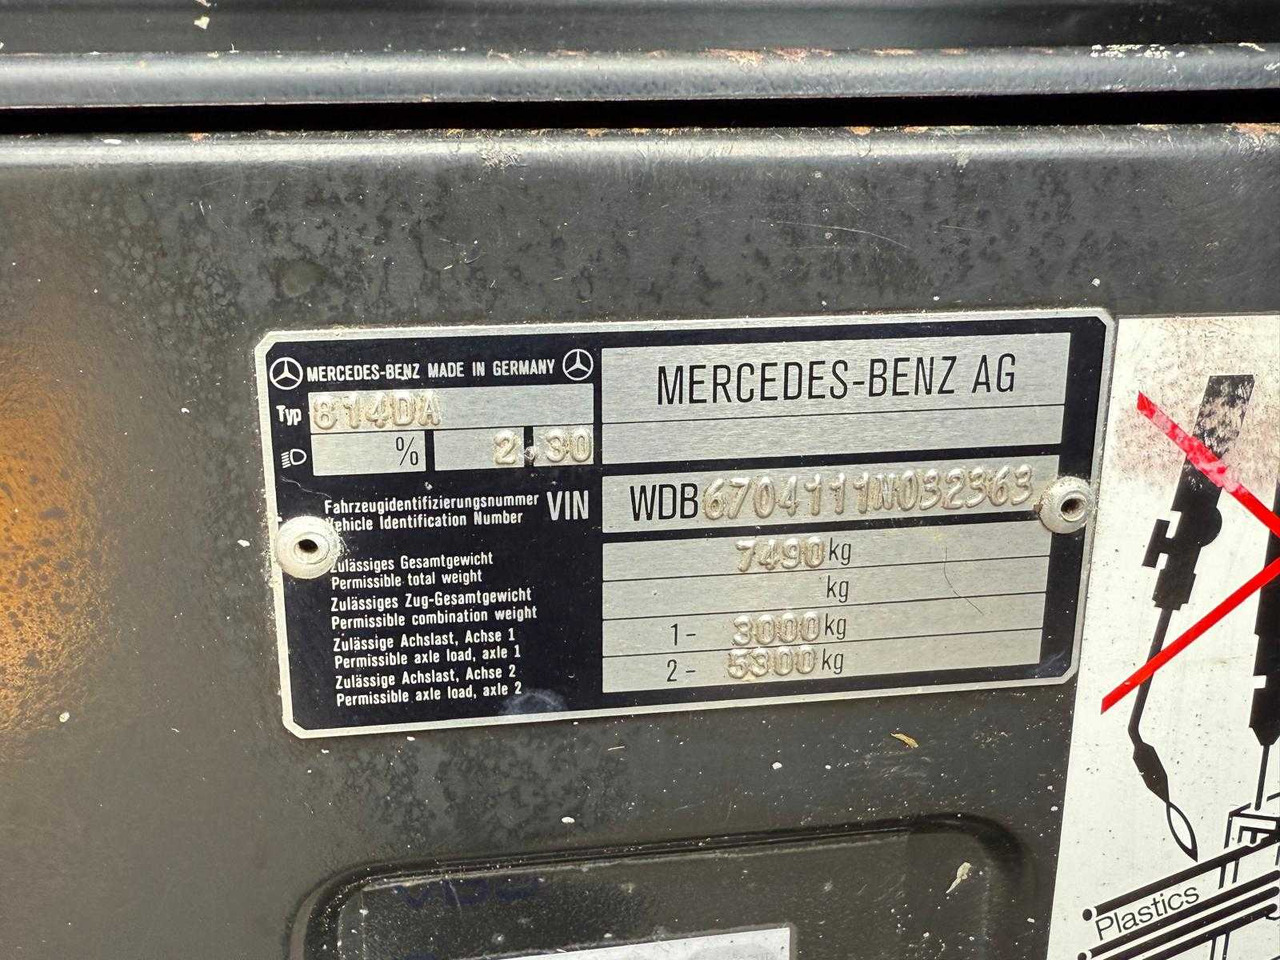 MERCEDES-BENZ MADE IN GERMANY
MERCEDES-BENZ AG
Typ 814DA
% 2.30
Fahrzeugidentifizierungsnummer
Vehicle Identification Number
VIN WDB6704111N032363
Zulässiges Gesamtgewicht
Permissible total weight
7490 kg
Zulässiges Zug-Gesamtgewicht
Permissible combination weight
kg
Zulässige Achslast, Achse 1
Permissible axle load, axle 1
1- 3000 kg
Zulässige Achslast, Achse 2
Permissible axle load, axle 2
2- 5300 kg
Plastics